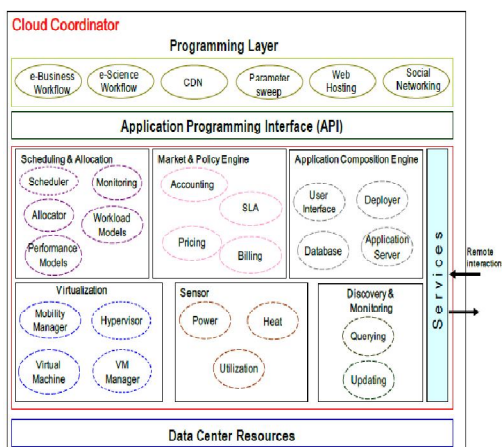 Cloud Coordinator
Programming Layer
e-Business
Workflow
e-Science
Workflow
CDN
Parameter
sweep
Web
Hosting
Social
Networking
Application Programming Interface (API)
Scheduling & Allocation
Scheduler
Monitoring
Allocator
Workload
Models
Performance
Models
Market & Policy Engine
Accounting
SLA
Pricing
Billing
Application Composition Engine
User
Interface
Deployer
Database
Application
Server
Services
Remote
interaction
Virtualization
Mobility
Manager
Hypervisor
Virtual
Machine
VM
Manager
Sensor
Power
Heat
Utilization
Discovery &
Monitoring
Querying
Updating
Data Center Resources